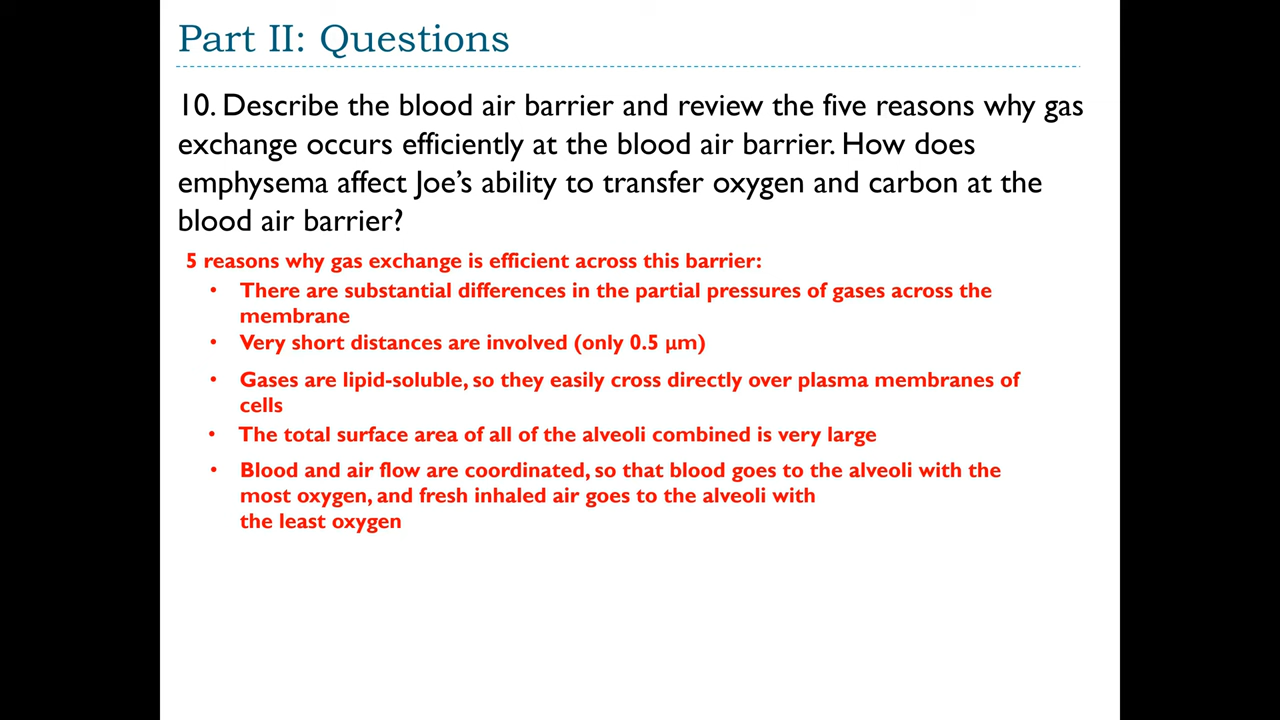 Part II: Questions
10. Describe the blood air barrier and review the five reasons why gas
exchange occurs efficiently at the blood air barrier. How does
emphysema affect Joe's ability to transfer oxygen and carbon at the
blood air barrier?
5 reasons why gas exchange is efficient across this barrier:
• There are substantial differences in the partial pressures of gases across the
membrane
• Very short distances are involved (only 0.5 μm)
• Gases are lipid-soluble, so they easily cross directly over plasma membranes of
cells
• The total surface area of all of the alveoli combined is very large
• Blood and air flow are coordinated, so that blood goes to the alveoli with the
most oxygen, and fresh inhaled air goes to the alveoli with
the least oxygen